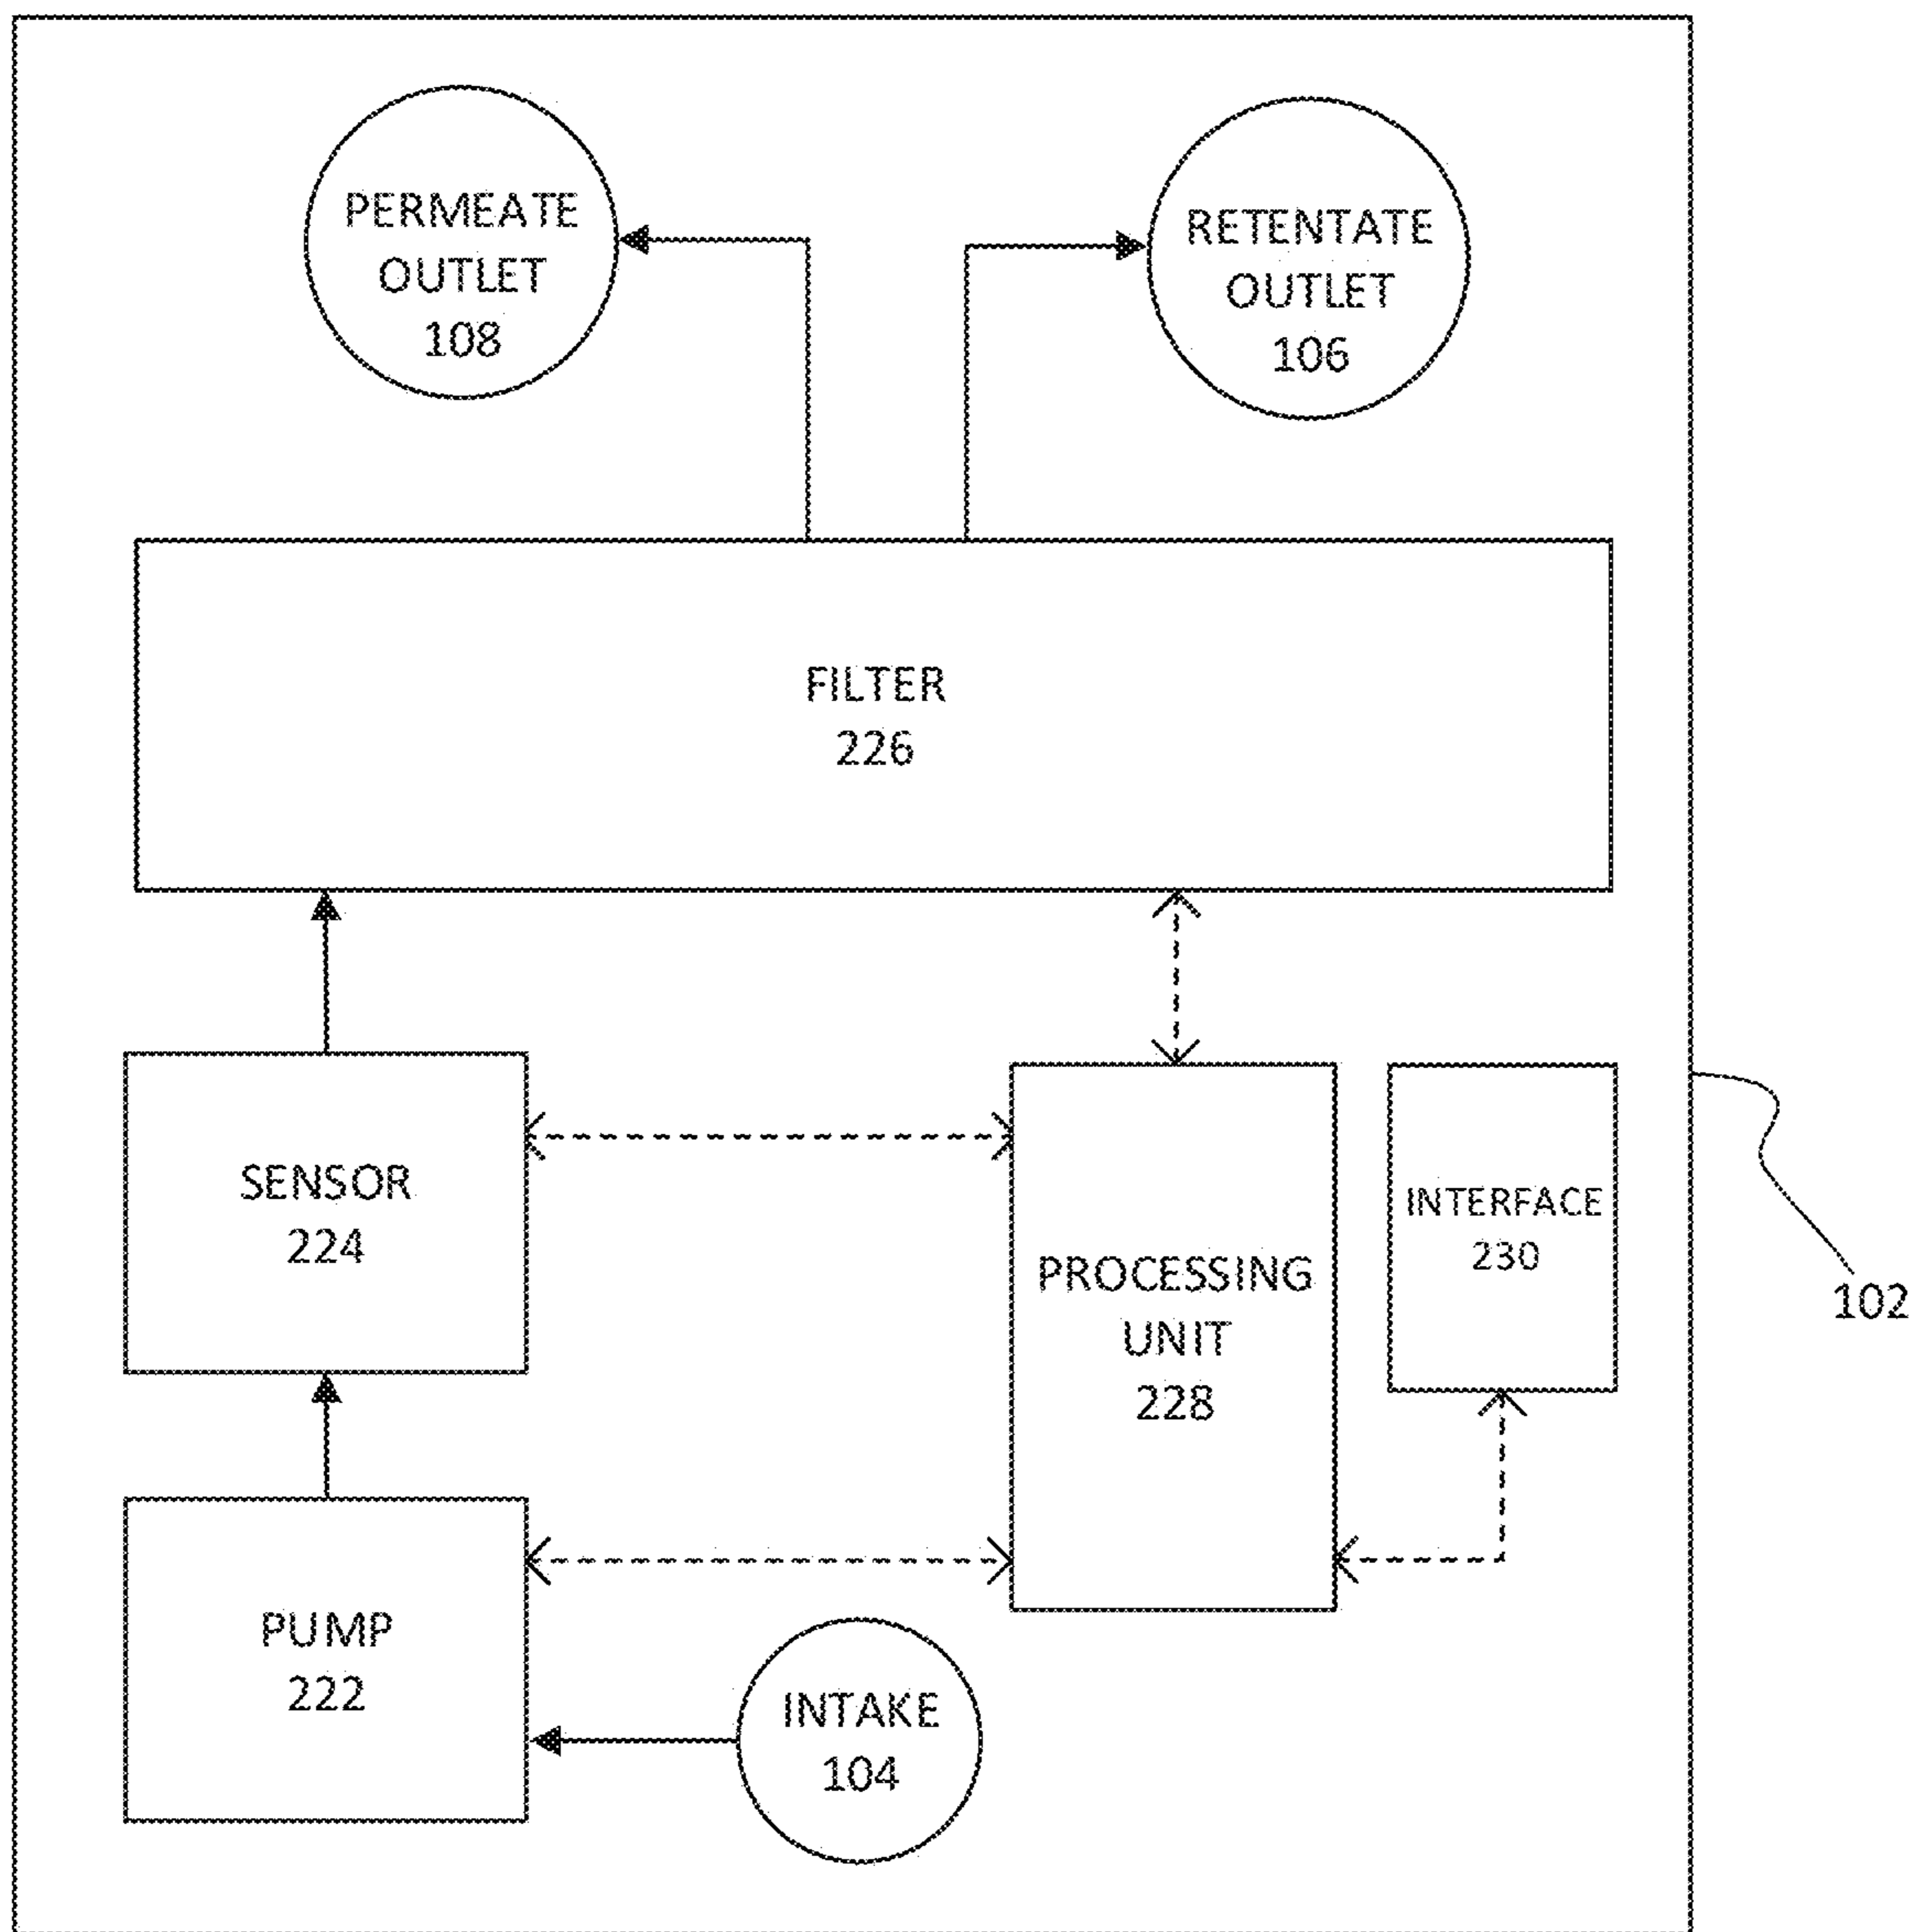 PERMEATE
OUTLET
108
RETENTATE
OUTLET
106
FILTER
226
SENSOR
224
PROCESSING
UNIT
228
INTERFACE
230
102
PUMP
222
INTAKE
104